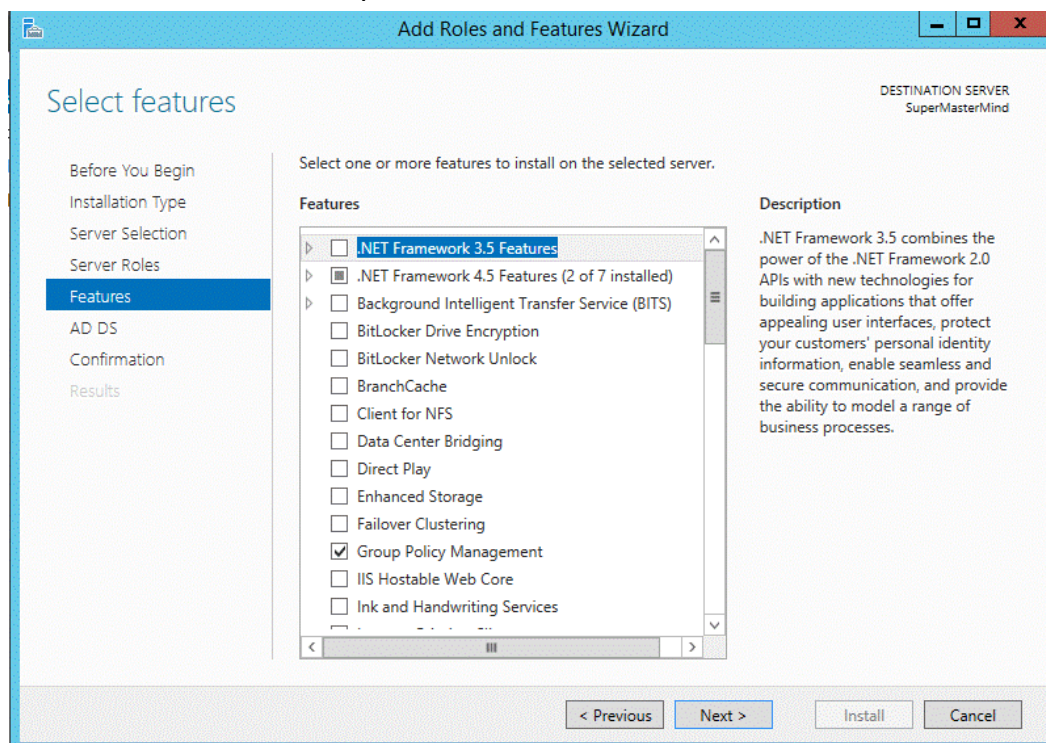 Add Roles and Features Wizard
Select features
DESTINATION SERVER
SuperMasterMind
Before You Begin
Installation Type
Server Selection
Server Roles
Features
AD DS
Confirmation
Results
Select one or more features to install on the selected server.
Features
.NET Framework 3.5 Features
.NET Framework 4.5 Features (2 of 7 installed)
Background Intelligent Transfer Service (BITS)
BitLocker Drive Encryption
BitLocker Network Unlock
BranchCache
Client for NFS
Data Center Bridging
Direct Play
Enhanced Storage
Failover Clustering
Group Policy Management
IIS Hostable Web Core
Ink and Handwriting Services
Description
.NET Framework 3.5 combines the
power of the .NET Framework 2.0
APIs with new technologies for
building applications that offer
appealing user interfaces, protect
your customers' personal identity
information, enable seamless and
secure communication, and provide
the ability to model a range of
business processes.
< Previous
Next >
Install
Cancel